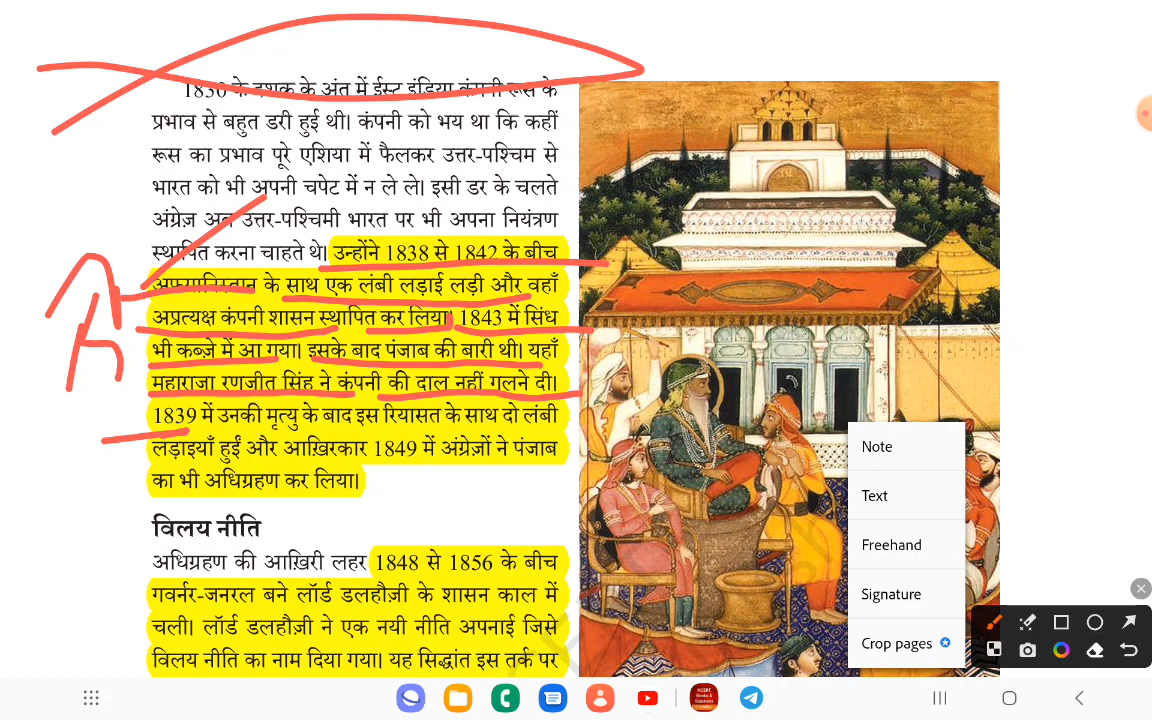 1830 के दशक के अंत में ईस्ट इंडिया कंपनी रूस के
प्रभाव से बहुत डरी हुई थी। कंपनी को भय था कि कहीं
रूस का प्रभाव पूरे एशिया में फैलकर उत्तर-पश्चिम से
भारत को भी अपनी चपेट में न ले ले। इसी डर के चलते
अंग्रेज़ अब उत्तर-पश्चिमी भारत पर भी अपना नियंत्रण
स्थापित करना चाहते थे। उन्होंने 1838 से 1842 के बीच
अफ़गानिस्तान के साथ एक लंबी लड़ाई लड़ी और वहाँ
अप्रत्यक्ष कंपनी शासन स्थापित कर लिया। 1843 में सिंध
भी कब्ज़े में आ गया। इसके बाद पंजाब की बारी थी। यहाँ
महाराजा रणजीत सिंह ने कंपनी की दाल नहीं गलने दी।
1839 में उनकी मृत्यु के बाद इस रियासत के साथ दो लंबी
लड़ाइयाँ हुईं और आख़िरकार 1849 में अंग्रेज़ों ने पंजाब
का भी अधिग्रहण कर लिया।
विलय नीति
अधिग्रहण की आख़िरी लहर 1848 से 1856 के बीच
गवर्नर-जनरल बने लॉर्ड डलहौज़ी के शासन काल में
चली। लॉर्ड डलहौज़ी ने एक नयी नीति अपनाई जिसे
विलय नीति का नाम दिया गया। यह सिद्धांत इस तर्क पर
Note
Text
Freehand
Signature
Crop pages